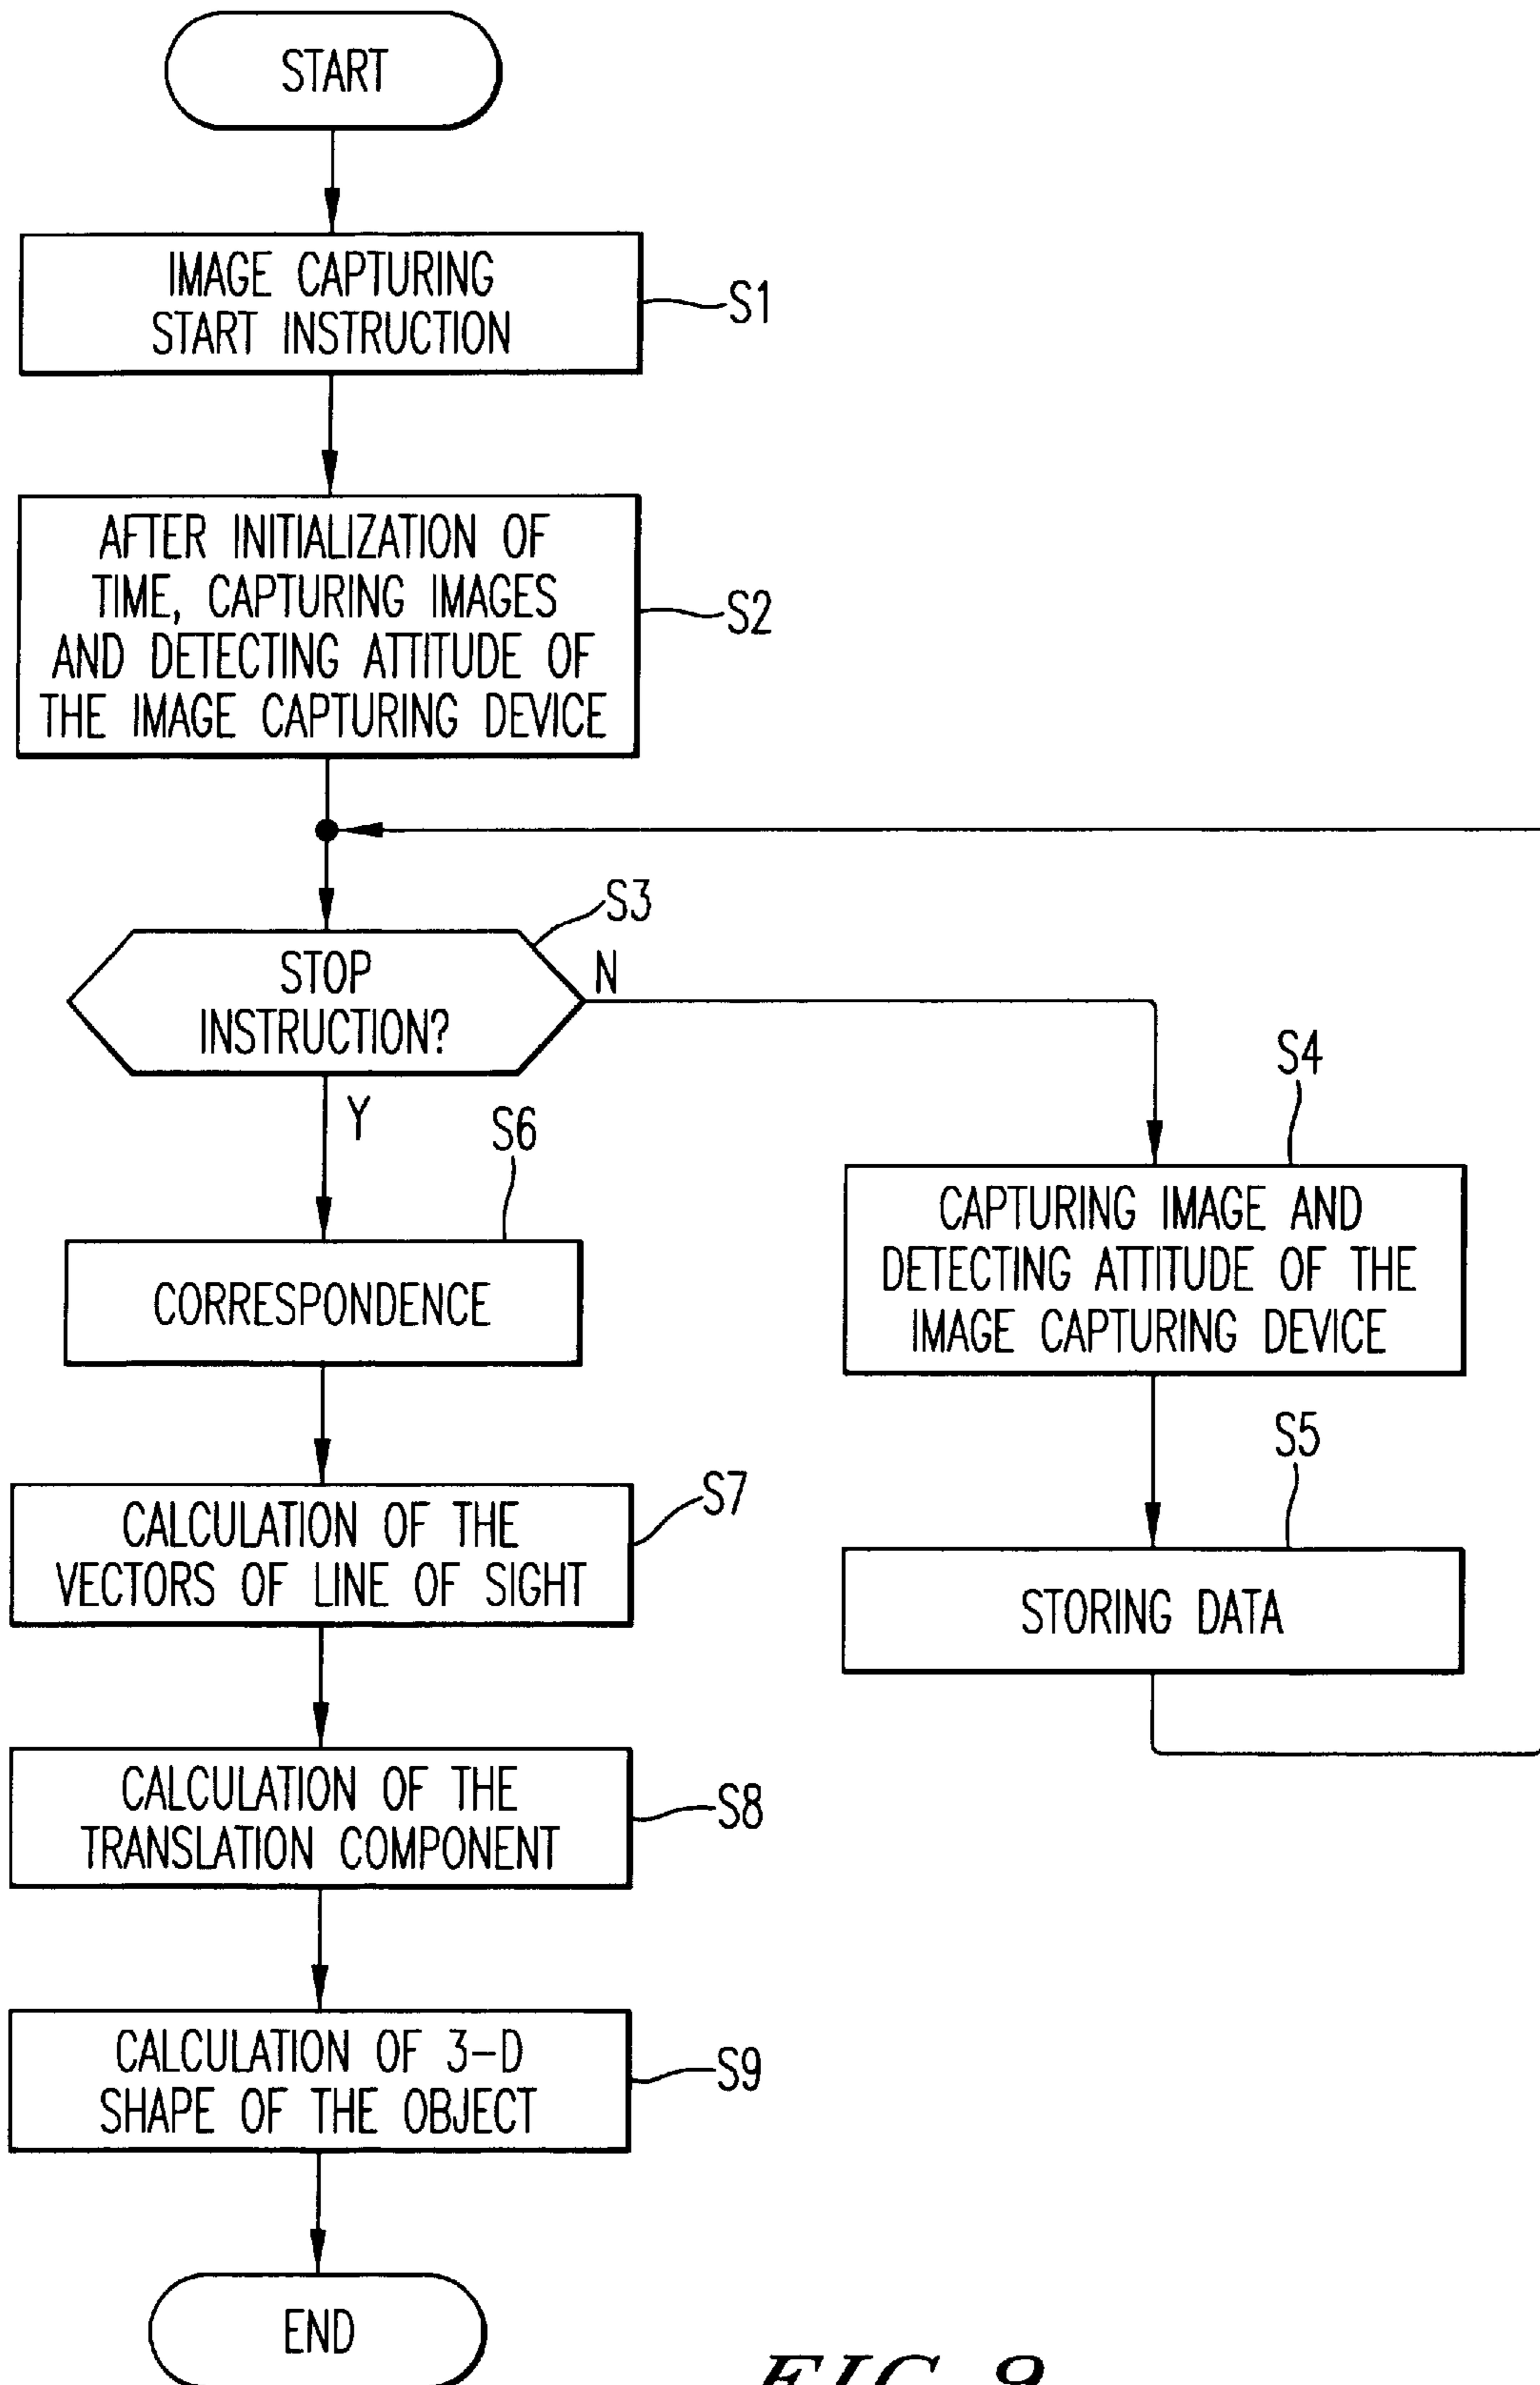 START
IMAGE CAPTURING
START INSTRUCTION
S1
AFTER INITIALIZATION OF
TIME, CAPTURING IMAGES
AND DETECTING ATTITUDE OF
THE IMAGE CAPTURING DEVICE
S2
S3
STOP
INSTRUCTION?
N
Y
S4
CAPTURING IMAGE AND
DETECTING ATTITUDE OF THE
IMAGE CAPTURING DEVICE
S5
STORING DATA
S6
CORRESPONDENCE
S7
CALCULATION OF THE
VECTORS OF LINE OF SIGHT
CALCULATION OF THE
TRANSLATION COMPONENT
S8
CALCULATION OF 3-D
SHAPE OF THE OBJECT
S9
END